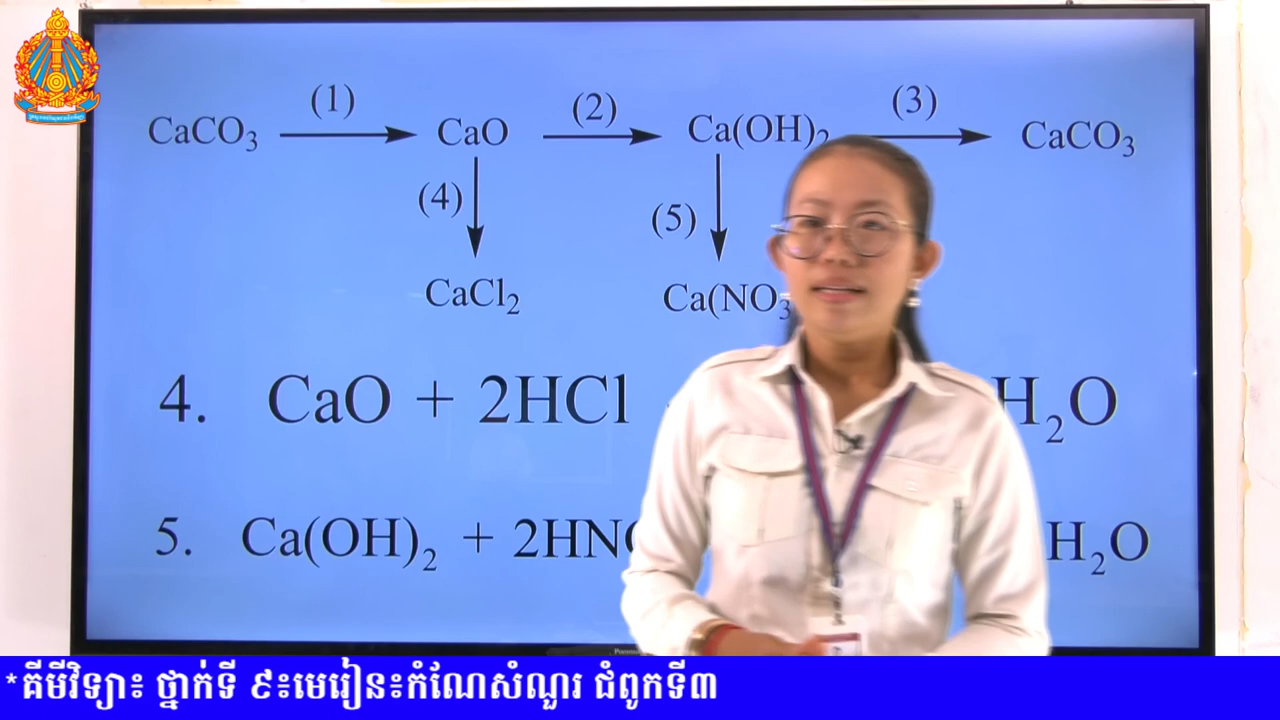 (1) (2) (3)
CaCO₃ CaO Ca(OH)₂ CaCO₃
(4) (5)
CaCl₂ Ca(NO₃
4. CaO + 2HCl H₂O
5. Ca(OH)₂ + 2HNO H₂O
*គីមីវិទ្យា៖ ថ្នាក់ទី ៩៖មេរៀន៖កំណែសំណួរ ជំពូកទី៣